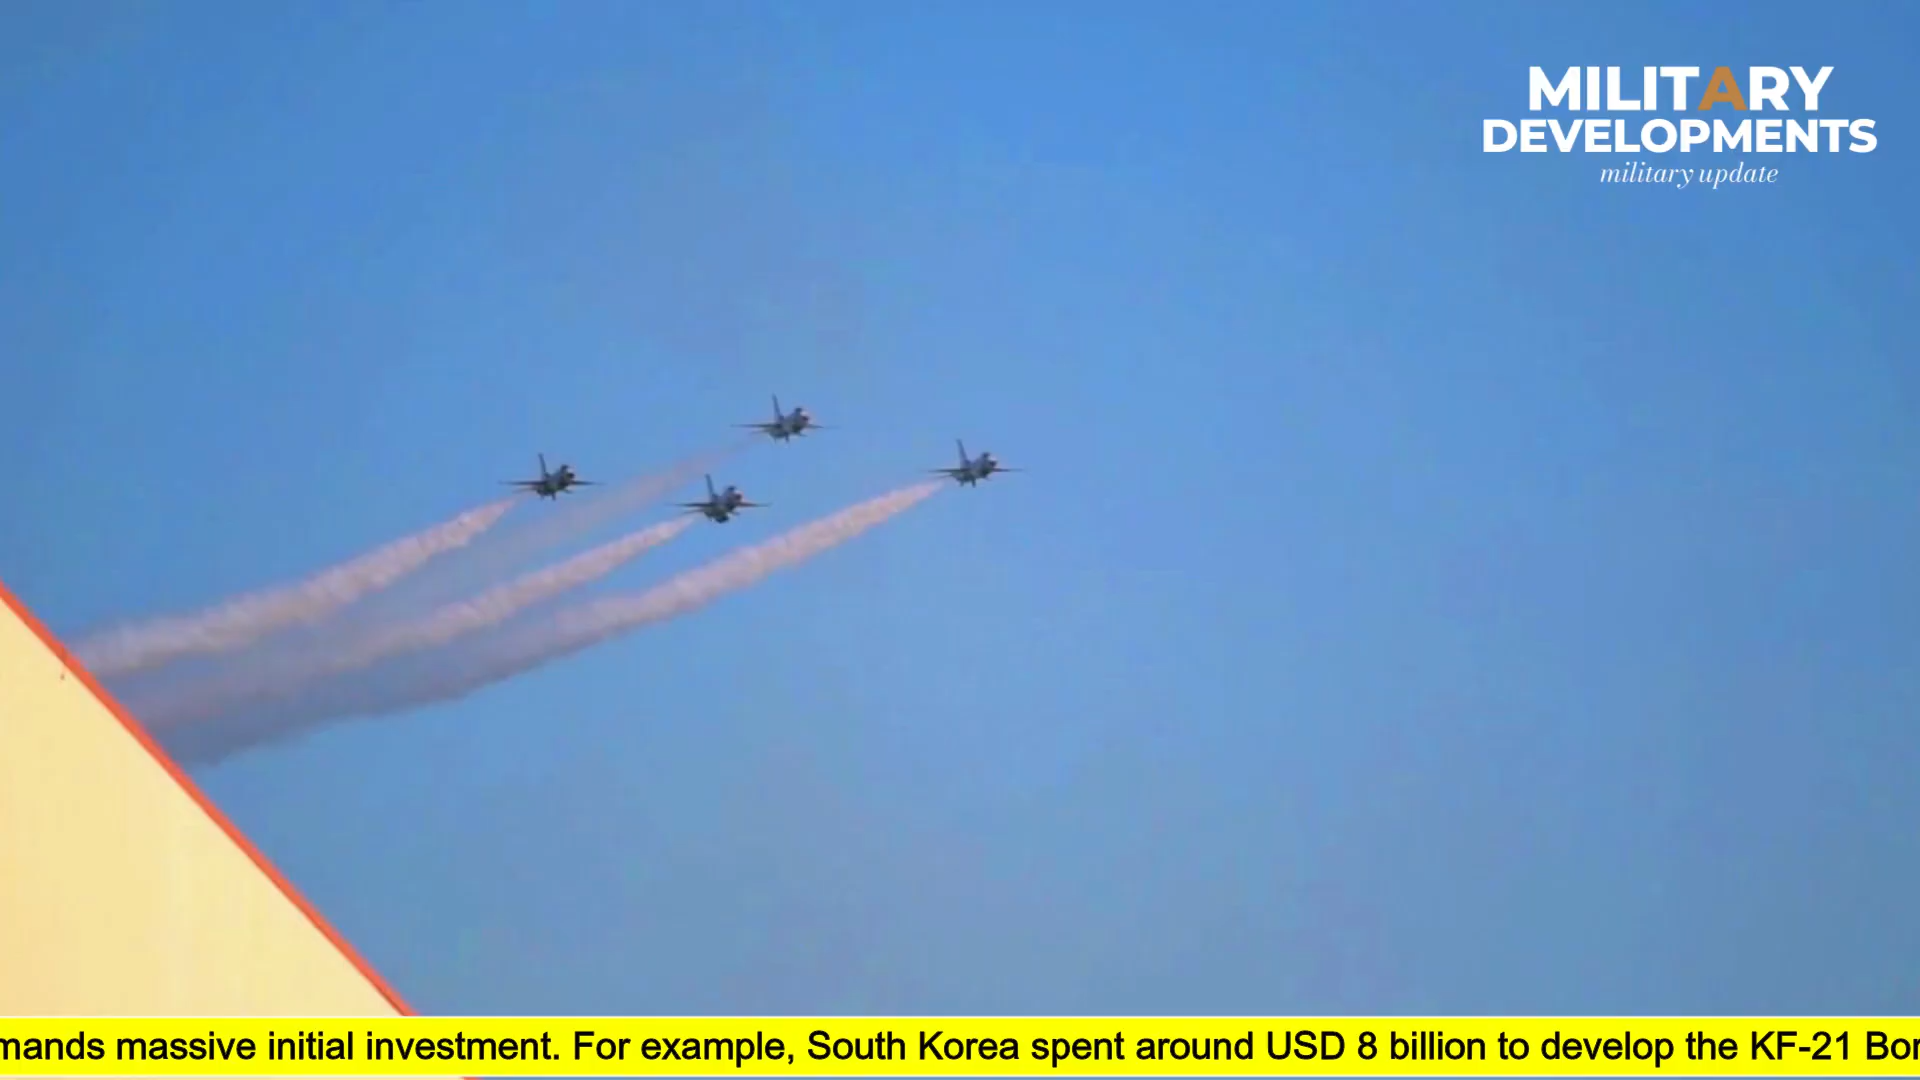 MILITARY
DEVELOPMENTS
military update
mands massive initial investment. For example, South Korea spent around USD 8 billion to develop the KF-21 Bor